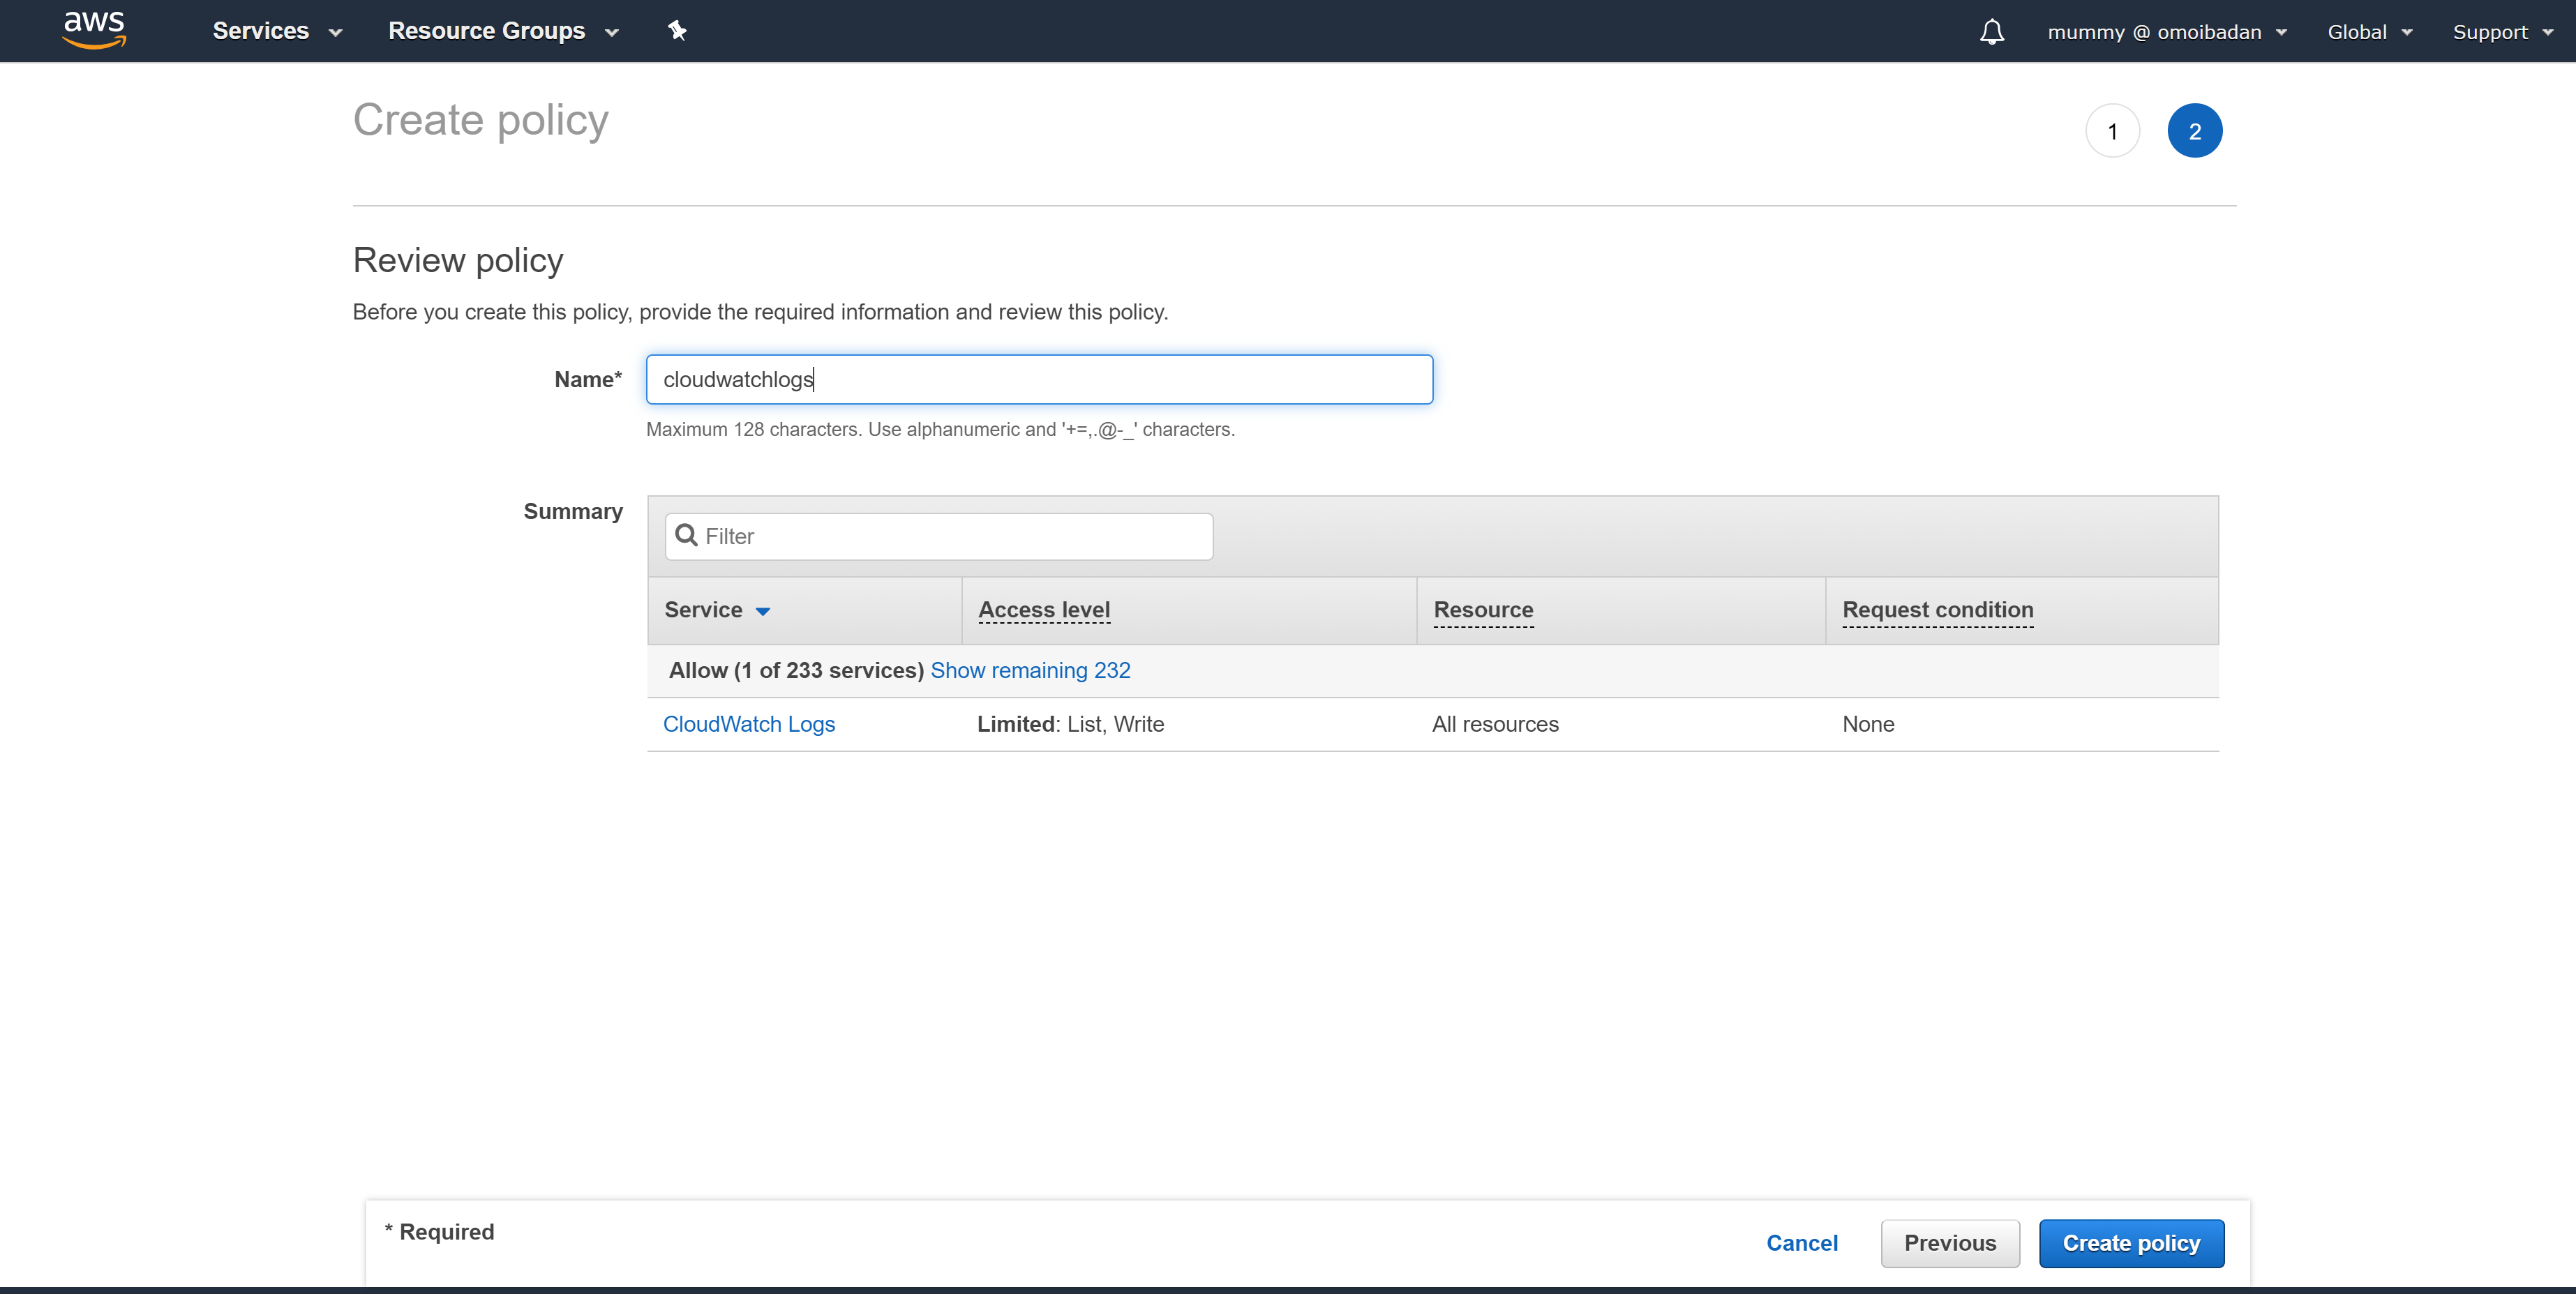 aws Services Resource Groups mummy @ omoibadan Global Support
Create policy
1 2
Review policy
Before you create this policy, provide the required information and review this policy.
Name* cloudwatchlogs
Maximum 128 characters. Use alphanumeric and '+=,.@-_' characters.
Summary
Filter
Service Access level Resource Request condition
Allow (1 of 233 services) Show remaining 232
CloudWatch Logs Limited: List, Write All resources None
* Required Cancel Previous Create policy